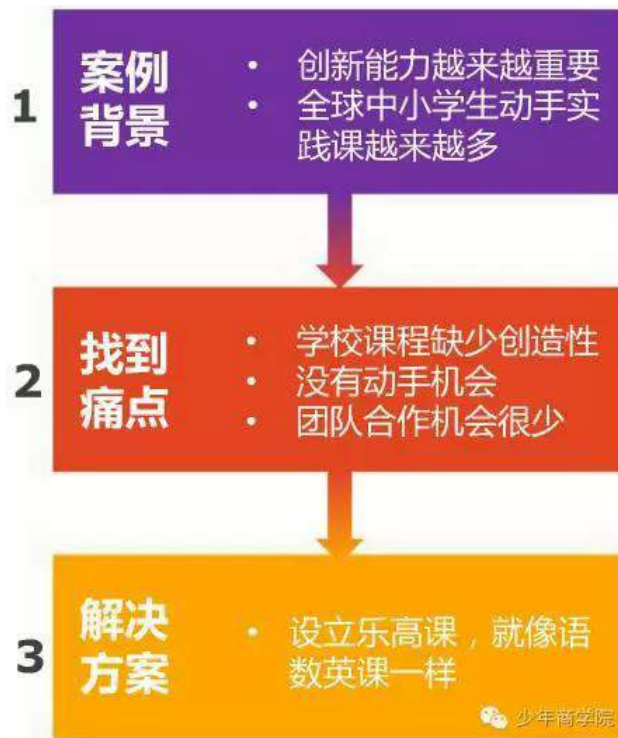 1
案例
背景
• 创新能力越来越重要
• 全球中小学生动手实
践课越来越多
2
找到
痛点
• 学校课程缺少创造性
• 没有动手机会
• 团队合作机会很少
3
解决
方案
• 设立乐高课，就像语
数英课一样
少年商学院